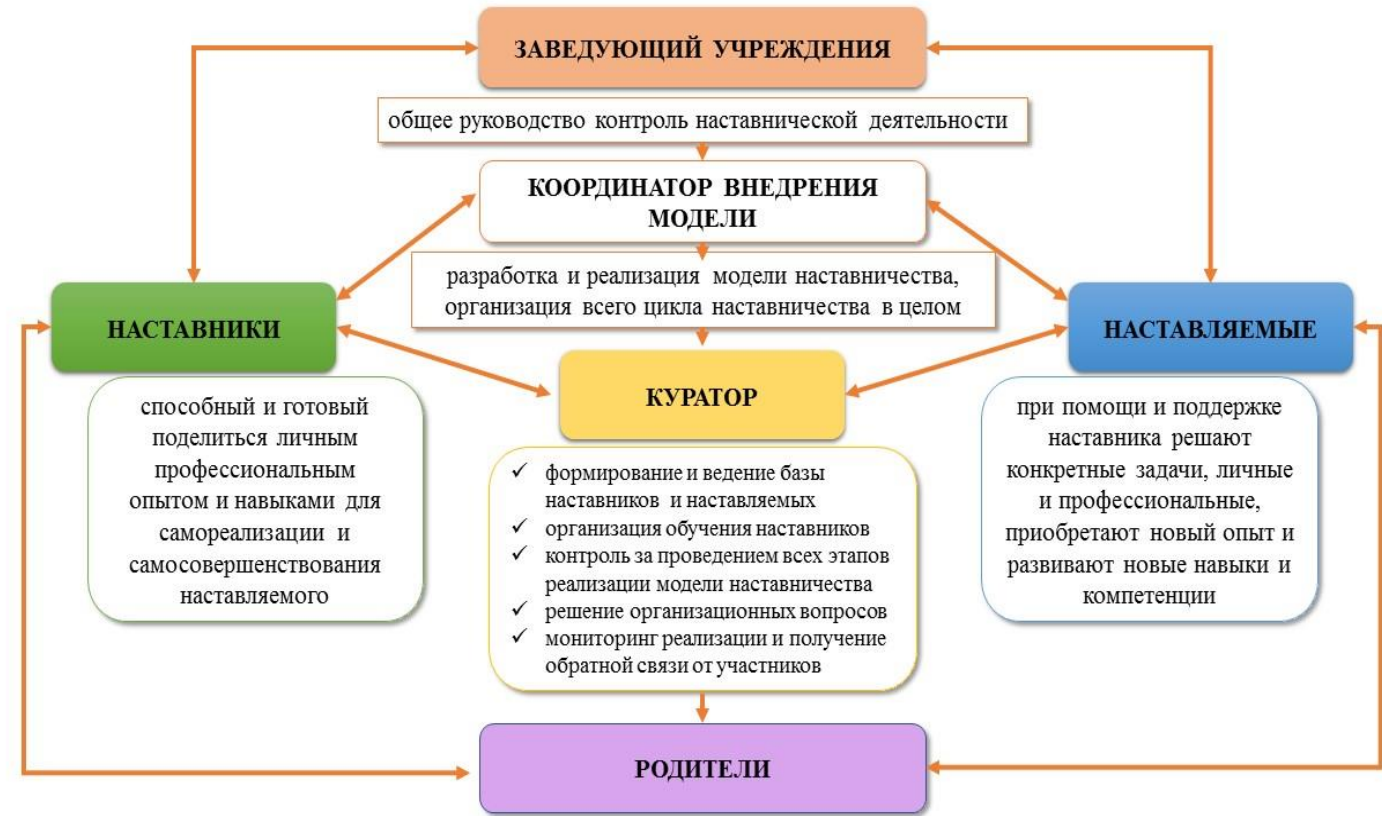 ЗАВЕДУЮЩИЙ УЧРЕЖДЕНИЯ
общее руководство контроль наставнической деятельности
КООРДИНАТОР ВНЕДРЕНИЯ
МОДЕЛИ
разработка и реализация модели наставничества,
организация всего цикла наставничества в целом
НАСТАВНИКИ
способный и готовый
поделиться личным
профессиональным
опытом и навыками для
самореализации и
самосовершенствования
наставляемого
КУРАТОР
✓ формирование и ведение базы
наставников и наставляемых
✓ организация обучения наставников
✓ контроль за проведением всех этапов
реализации модели наставничества
✓ решение организационных вопросов
✓ мониторинг реализации и получение
обратной связи от участников
НАСТАВЛЯЕМЫЕ
при помощи и поддержке
наставника решают
конкретные задачи, личные
и профессиональные,
приобретают новый опыт и
развивают новые навыки и
компетенции
РОДИТЕЛИ